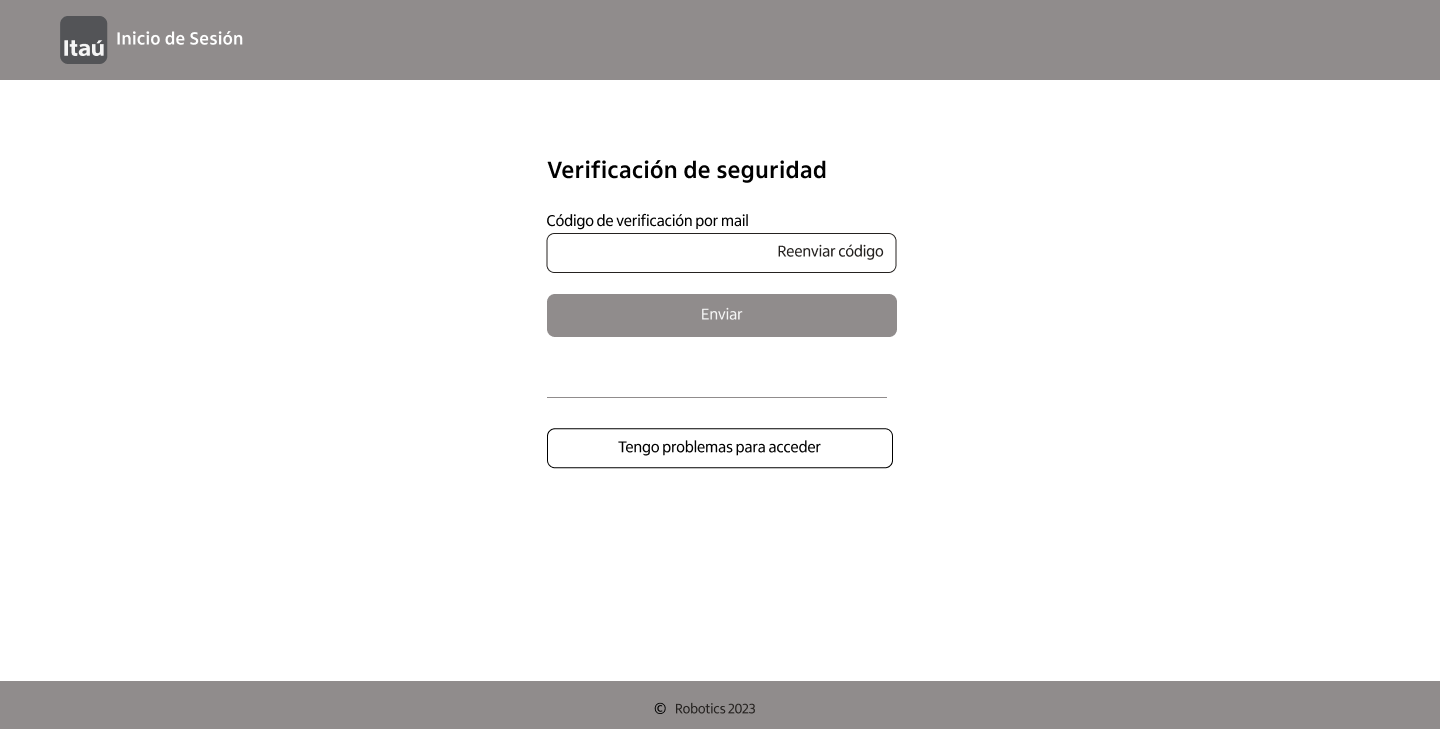 Itaú
Inicio de Sesión
Verificación de seguridad
Código de verificación por mail
Reenviar código
Enviar
Tengo problemas para acceder
© Robotics 2023